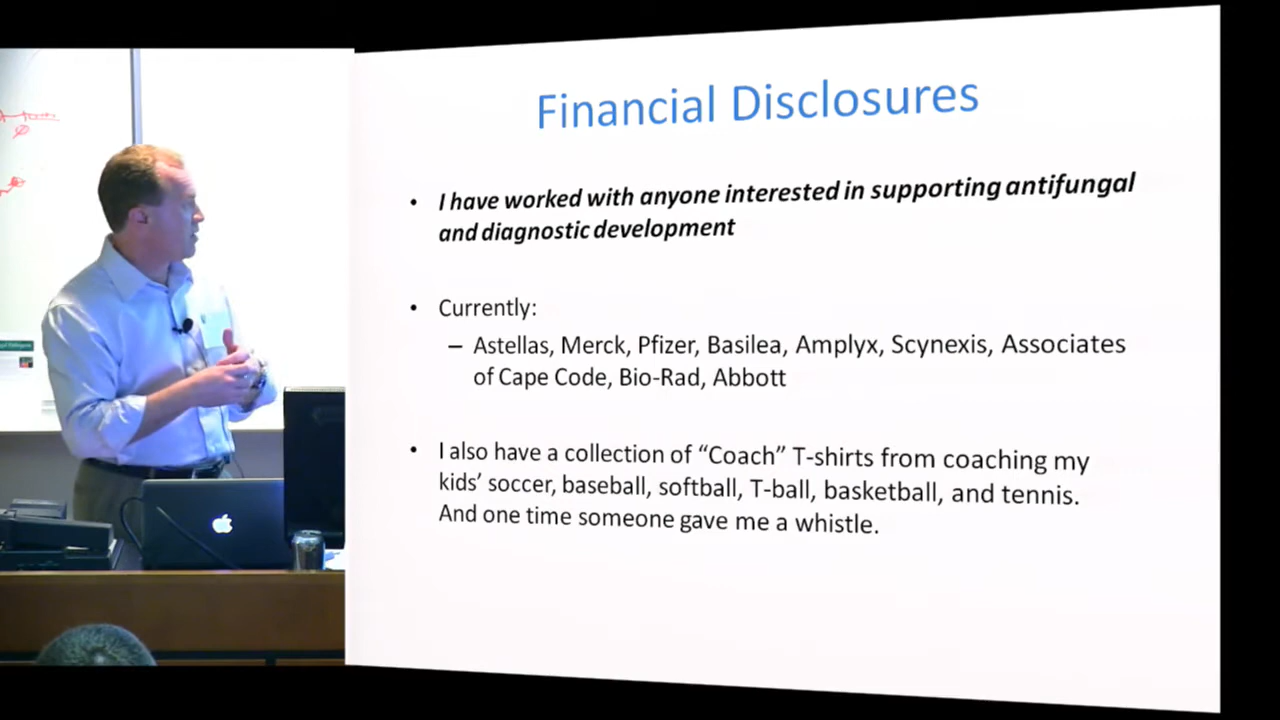 Financial Disclosures
• I have worked with anyone interested in supporting antifungal
and diagnostic development
• Currently:
– Astellas, Merck, Pfizer, Basilea, Amplyx, Scynexis, Associates
of Cape Code, Bio-Rad, Abbott
• I also have a collection of “Coach” T-shirts from coaching my
kids’ soccer, baseball, softball, T-ball, basketball, and tennis.
And one time someone gave me a whistle.